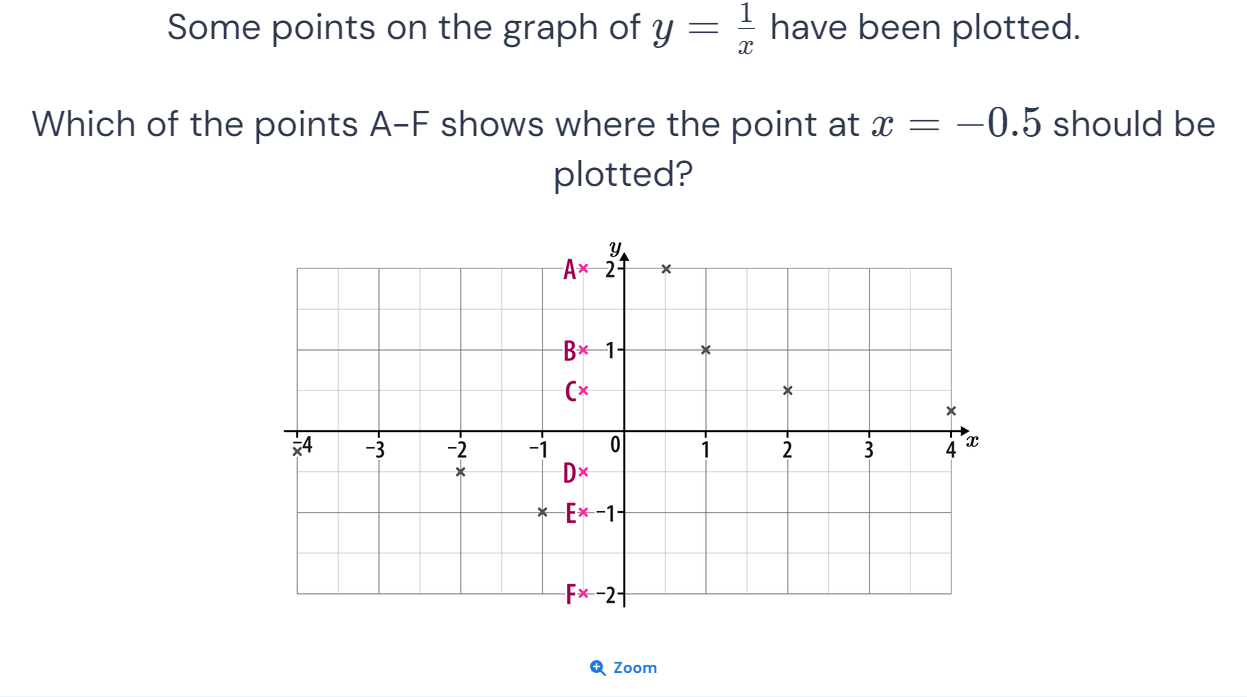 Some points on the graph of y = 1/x have been plotted.
Which of the points A–F shows where the point at x = −0.5 should be
plotted?
y
A 2
B 1
C
−4 −3 −2 −1 0 1 2 3 4 x
D
E −1
F −2
Zoom